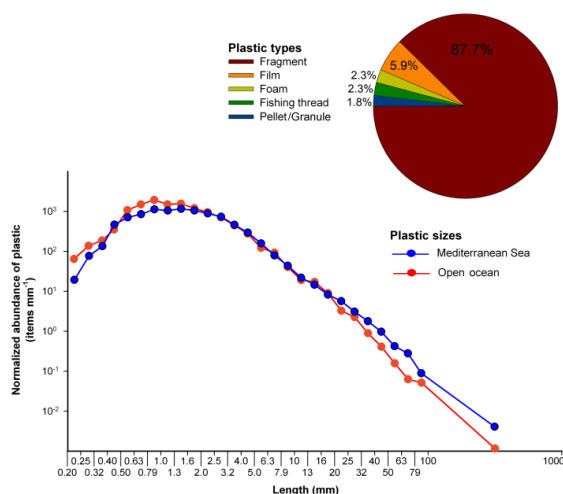 Plastic types
Fragment
Film
Foam
Fishing thread
Pellet/Granule
87.7%
5.9%
2.3%
2.3%
1.8%
Plastic sizes
Mediterranean Sea
Open ocean
Normalized abundance of plastic
(items mm⁻¹)
10³
10²
10¹
10⁰
10⁻¹
10⁻²
0.25 0.40 0.63 1.0 1.6 2.5 4.0 6.3 10 16 25 40 63 100 1000
0.20 0.32 0.50 0.79 1.3 2.0 3.2 5.0 7.9 13 20 32 50 79
Length (mm)